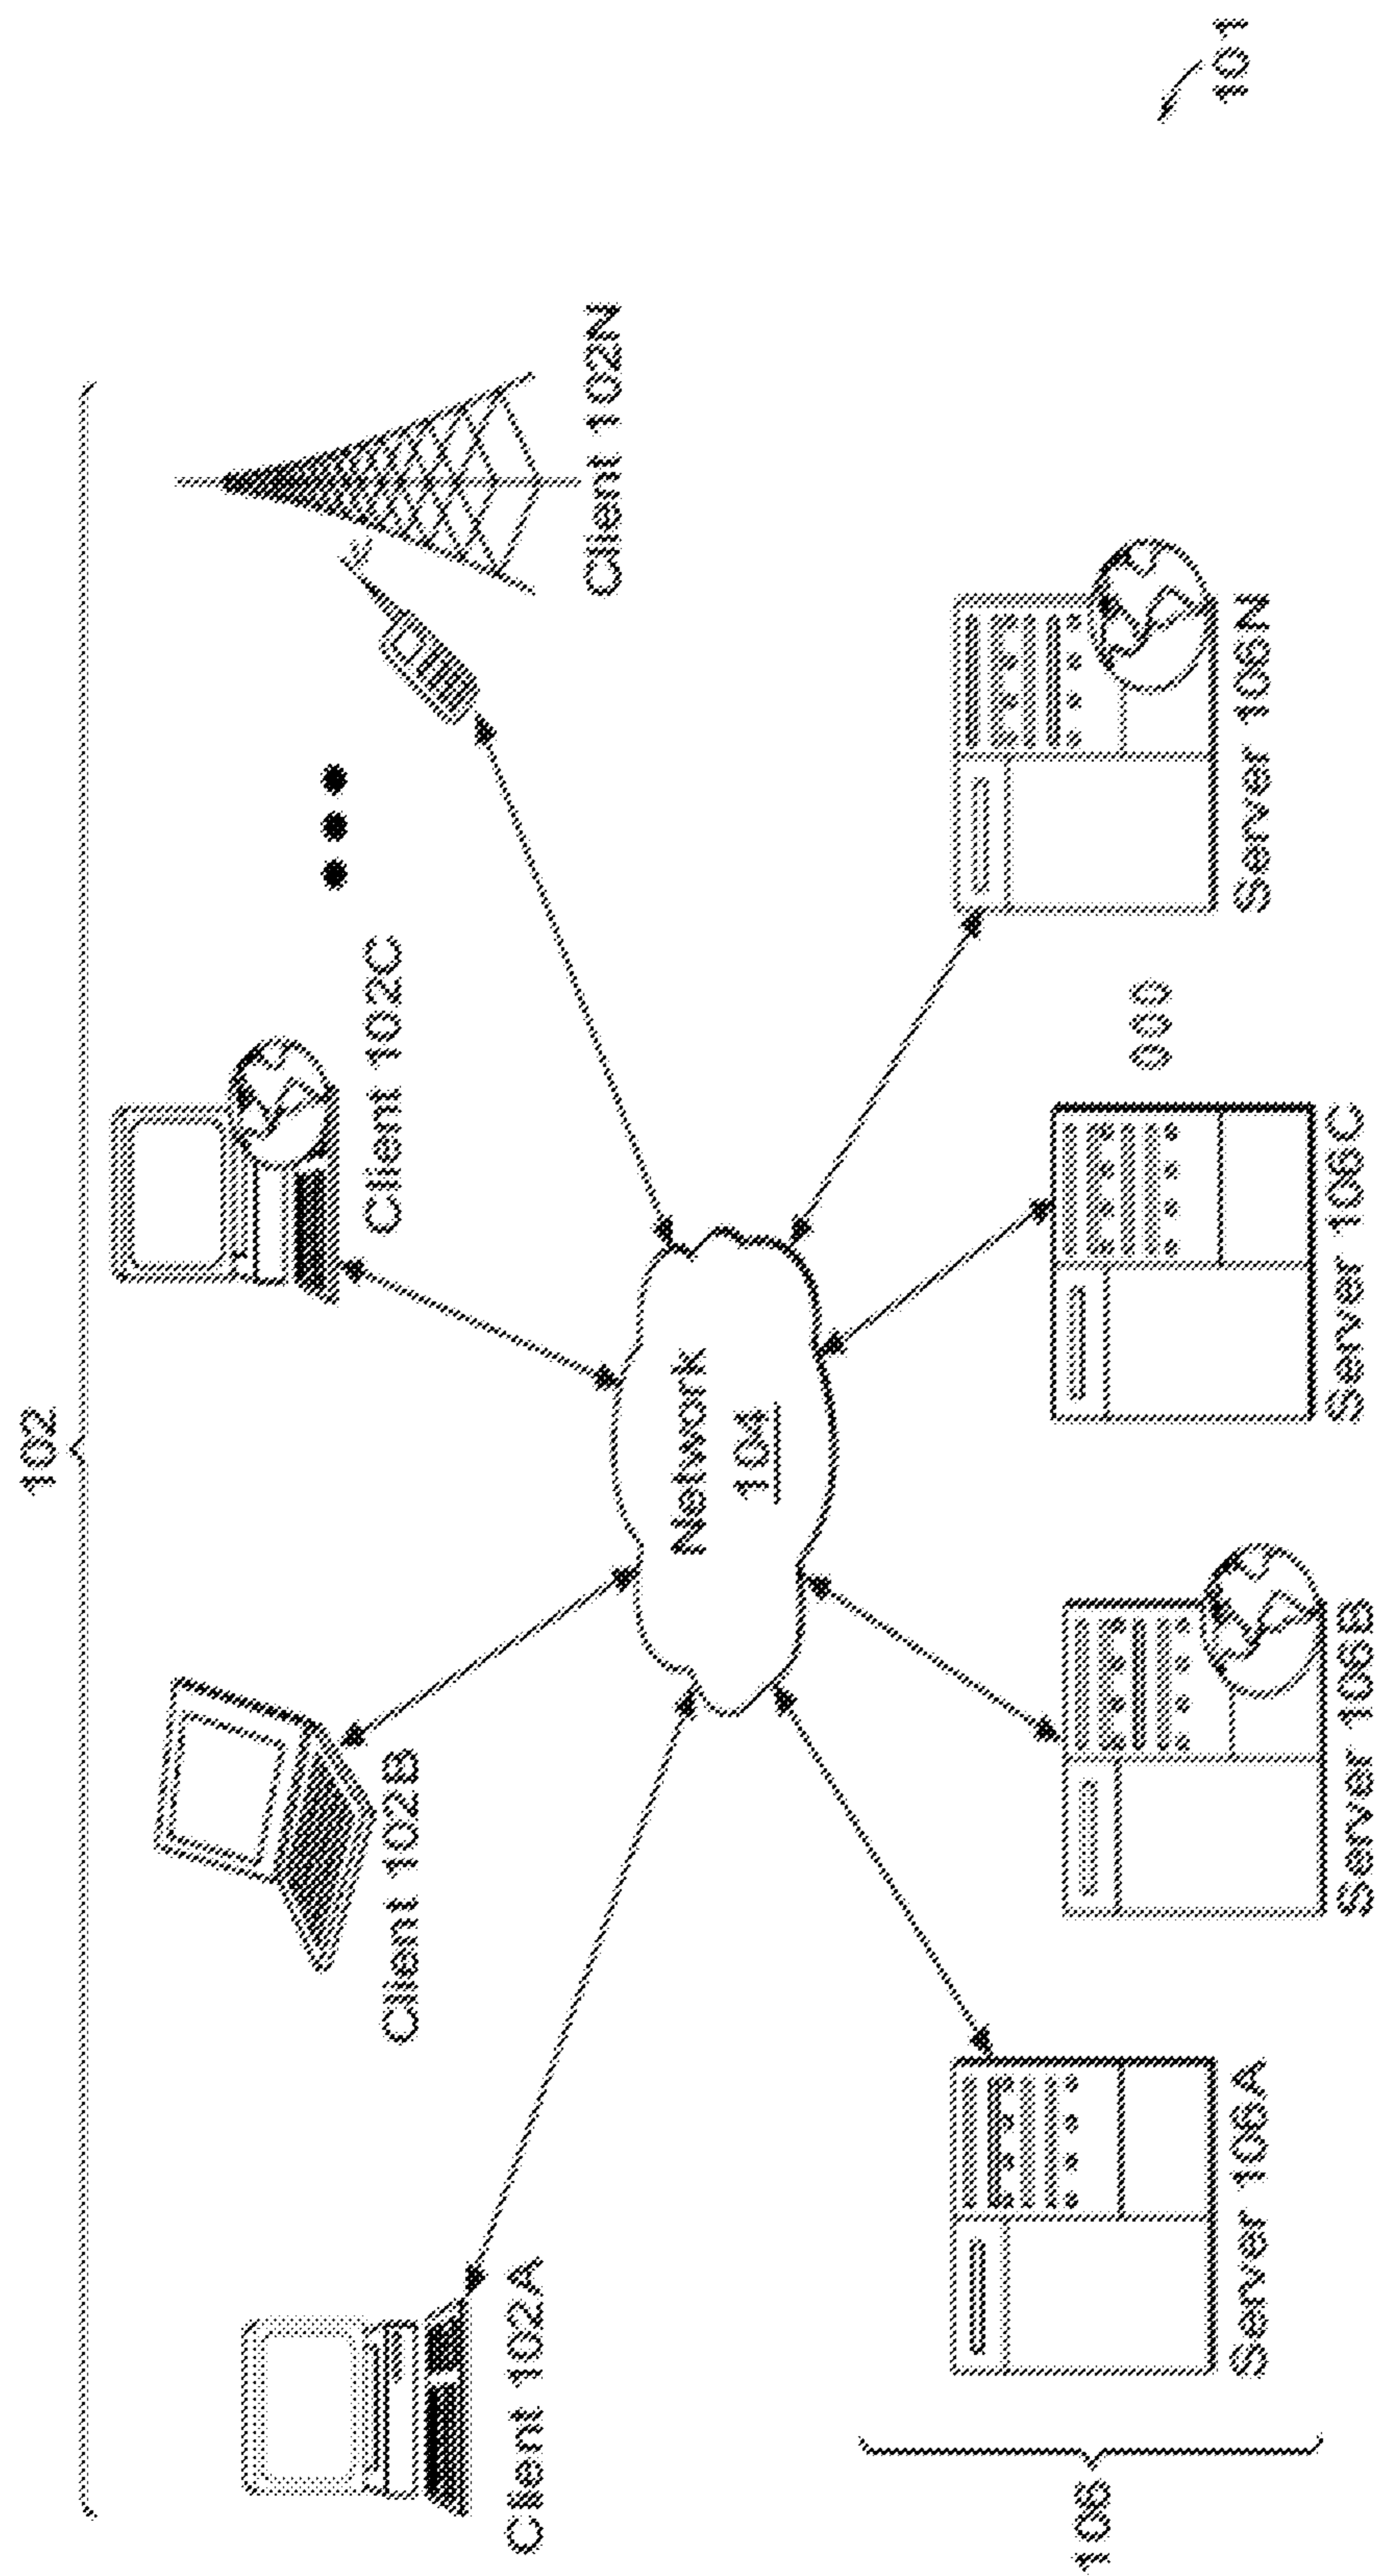 102
Client 102A
Client 102B
Client 102C
Client 102N
Network
104
106
Server 106A
Server 106B
Server 106C
000
Server 106N
101